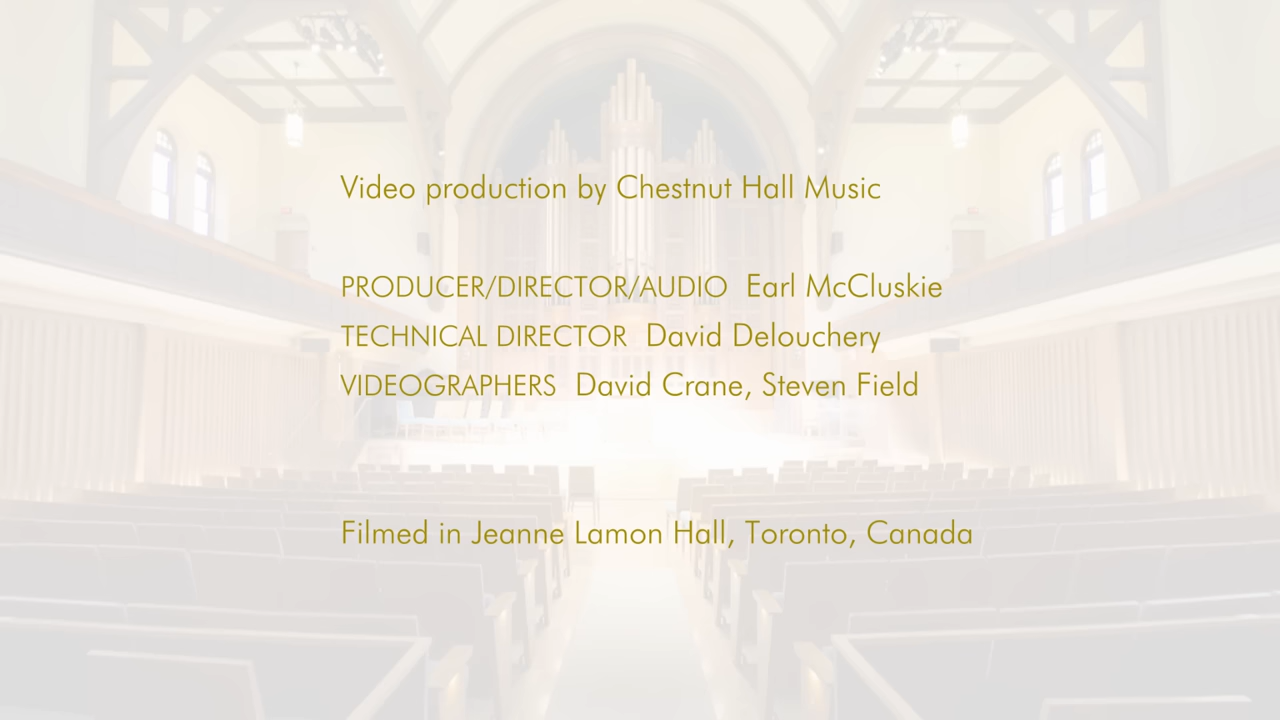 Video production by Chestnut Hall Music
PRODUCER/DIRECTOR/AUDIO Earl McCluskie
TECHNICAL DIRECTOR David Delouchery
VIDEOGRAPHERS David Crane, Steven Field
Filmed in Jeanne Lamon Hall, Toronto, Canada